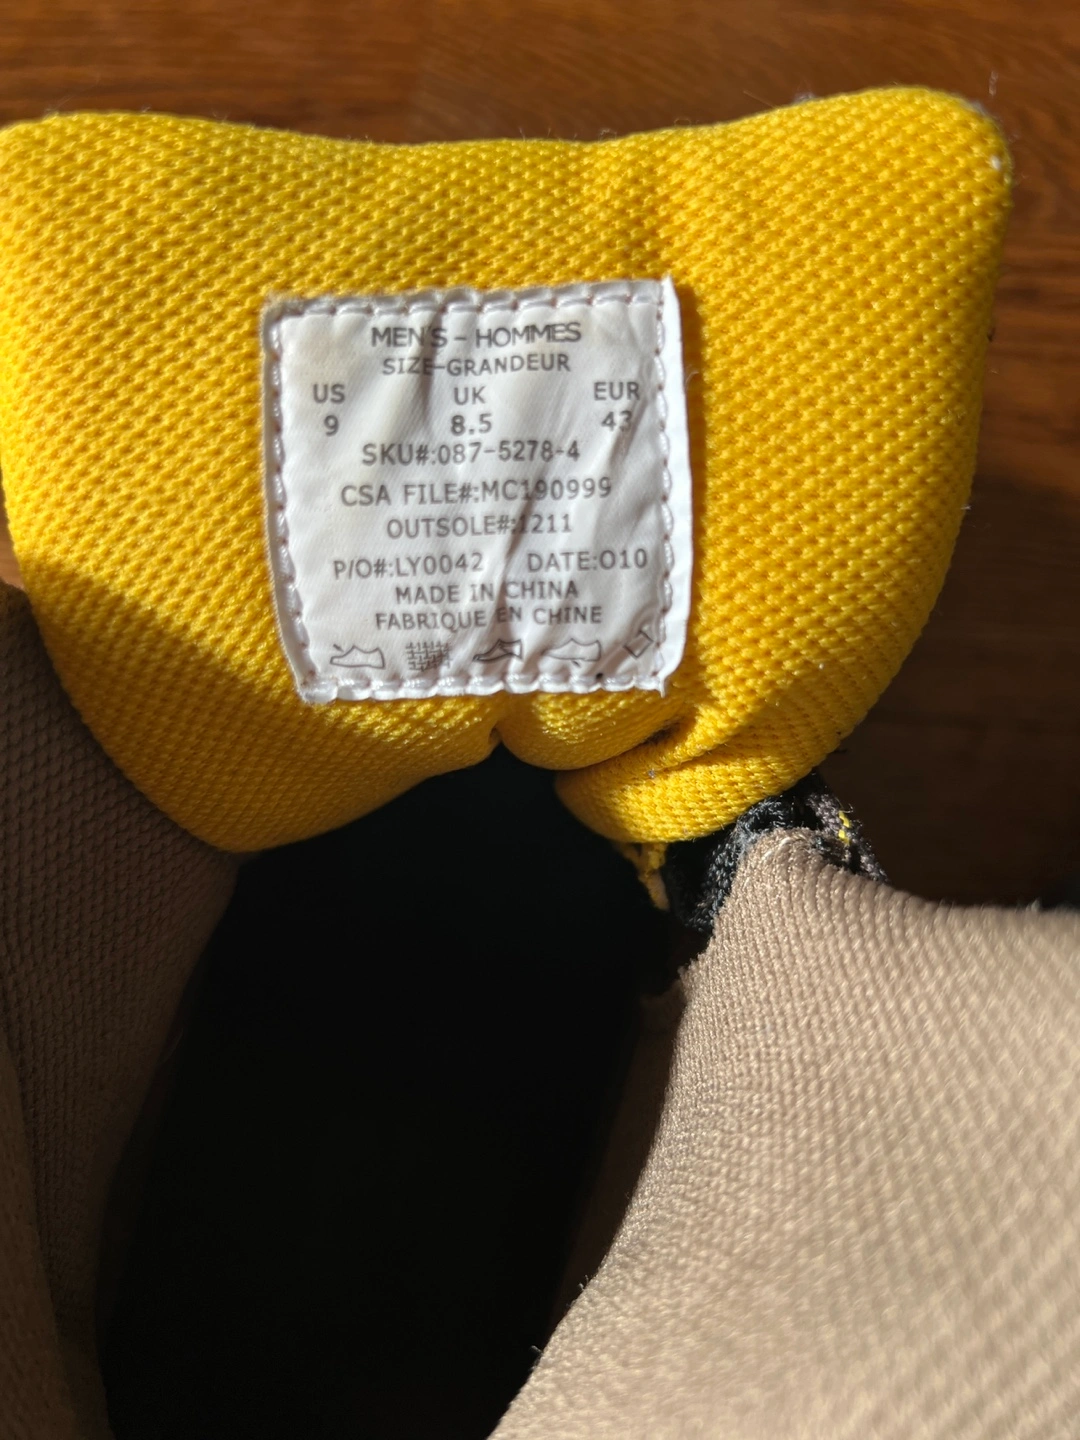 MEN'S - HOMMES
SIZE-GRANDEUR
US UK EUR
9 8.5 43
SKU#:087-5278-4
CSA FILE#:MC190999
OUTSOLE#:1211
P/O#:LY0042 DATE:O10
MADE IN CHINA
FABRIQUE EN CHINE